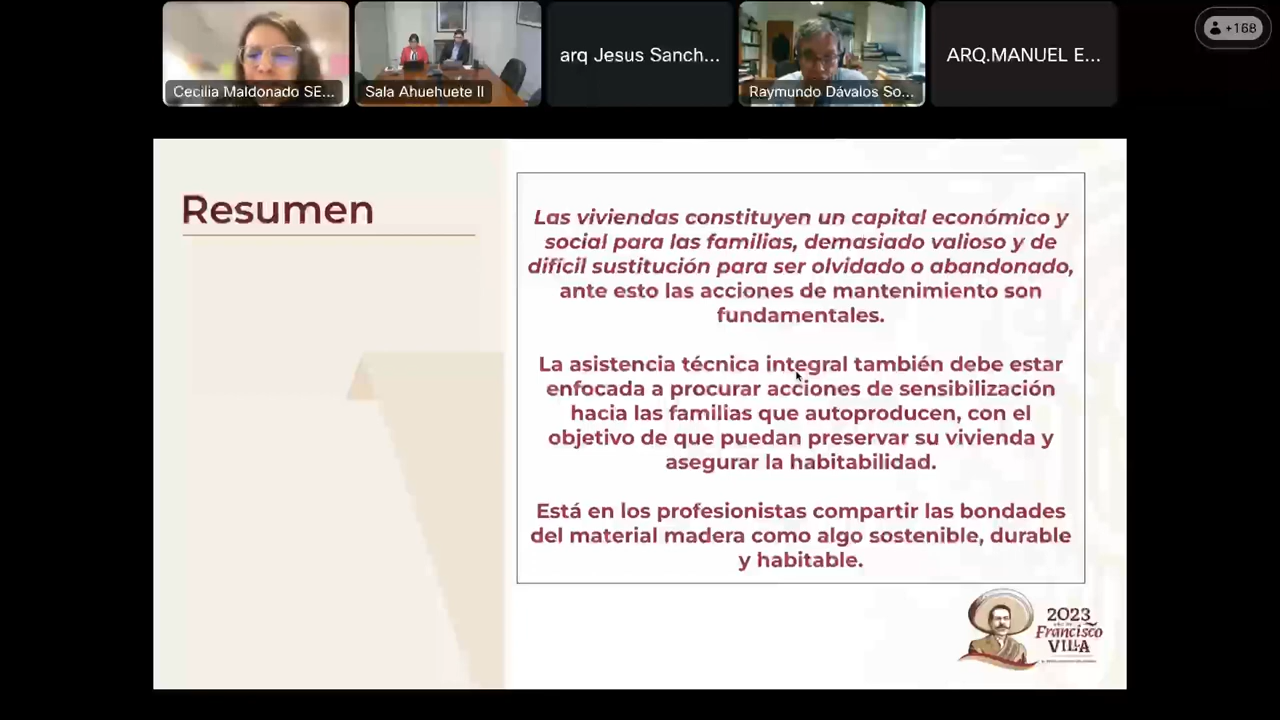 Cecilia Maldonado SE...
Sala Ahuehuete II
arq Jesus Sanch...
Raymundo Dávalos So...
ARQ.MANUEL E...
+168
Resumen
Las viviendas constituyen un capital económico y
social para las familias, demasiado valioso y de
difícil sustitución para ser olvidado o abandonado,
ante esto las acciones de mantenimiento son
fundamentales.
La asistencia técnica integral también debe estar
enfocada a procurar acciones de sensibilización
hacia las familias que autoproducen, con el
objetivo de que puedan preservar su vivienda y
asegurar la habitabilidad.
Está en los profesionistas compartir las bondades
del material madera como algo sostenible, durable
y habitable.
2023
Francisco
VILLA